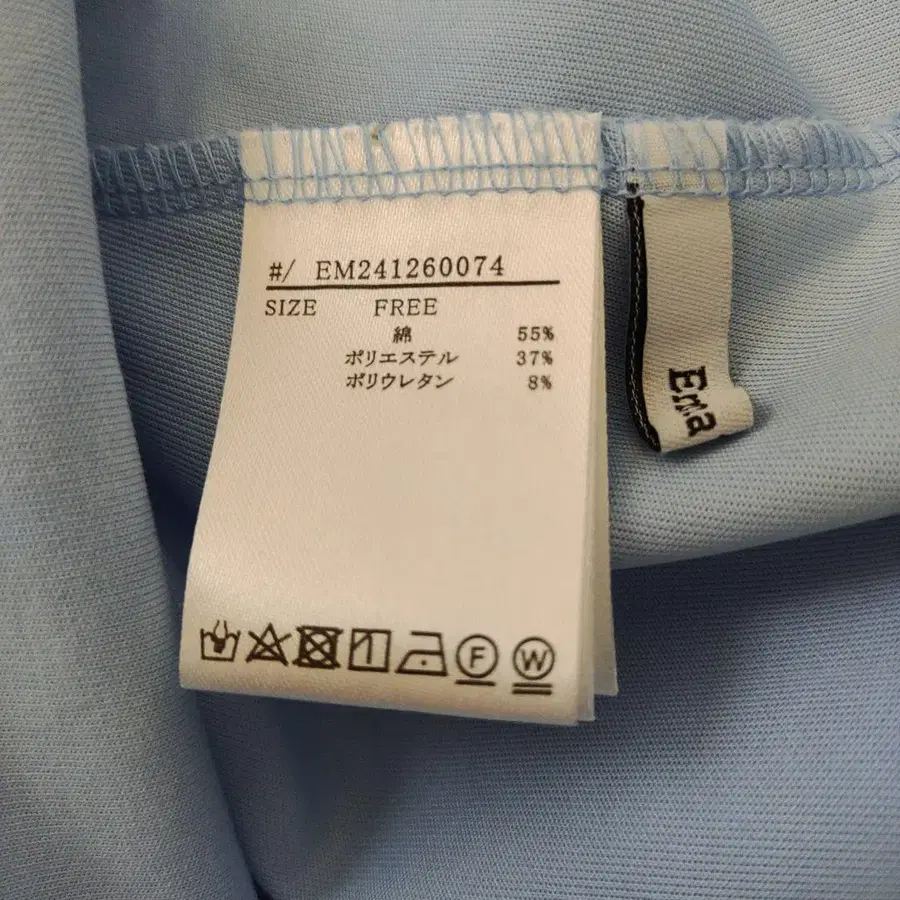 #/ EM241260074
SIZE FREE
綿 55%
ポリエステル 37%
ポリウレタン 8%
F
W